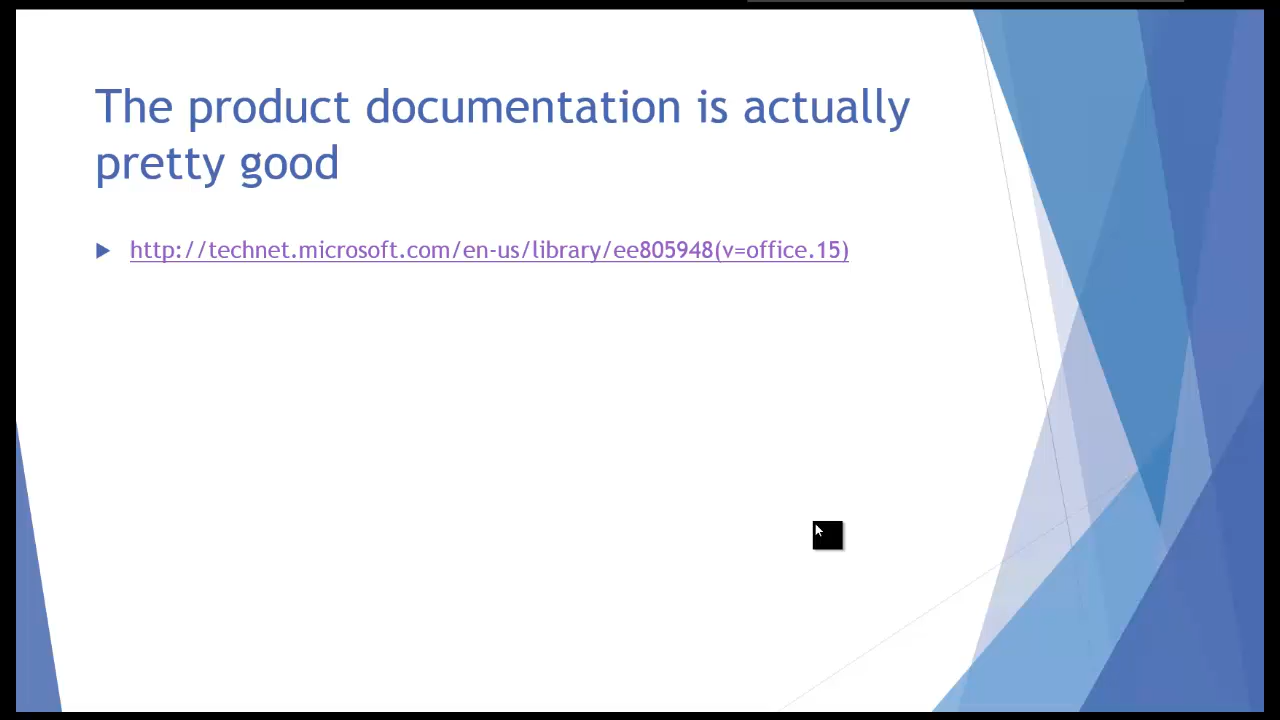 The product documentation is actually
pretty good
http://technet.microsoft.com/en-us/library/ee805948(v=office.15)